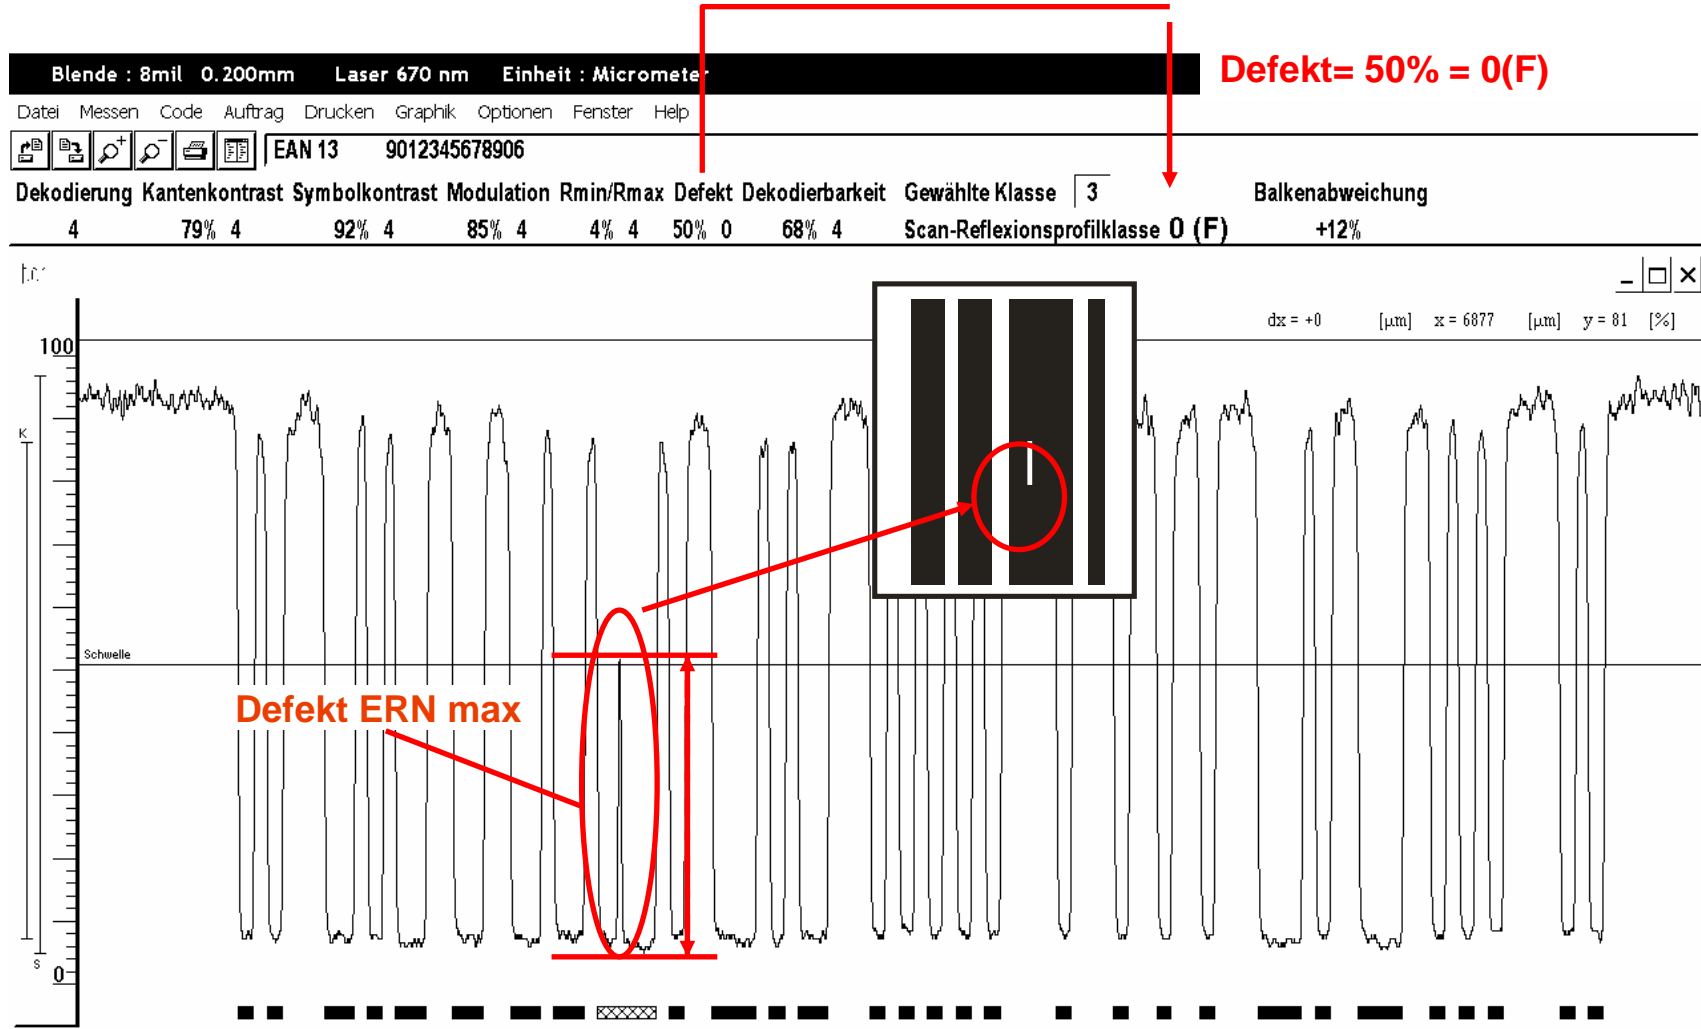 Defekt= 50% = 0(F)
Blende : 8mil 0.200mm Laser 670 nm Einheit : Micrometer
Datei Messen Code Auftrag Drucken Graphik Optionen Fenster Help
EAN 13 9012345678906
Dekodierung Kantenkontrast Symbolkontrast Modulation Rmin/Rmax Defekt Dekodierbarkeit Gewählte Klasse 3 Balkenabweichung
4 79% 4 92% 4 85% 4 4% 4 50% 0 68% 4 Scan-Reflexionsprofilklasse 0 (F) +12%
dx = +0 [µm] x = 6877 [µm] y = 81 [%]
100
K
Schwelle
Defekt ERN max
S
0